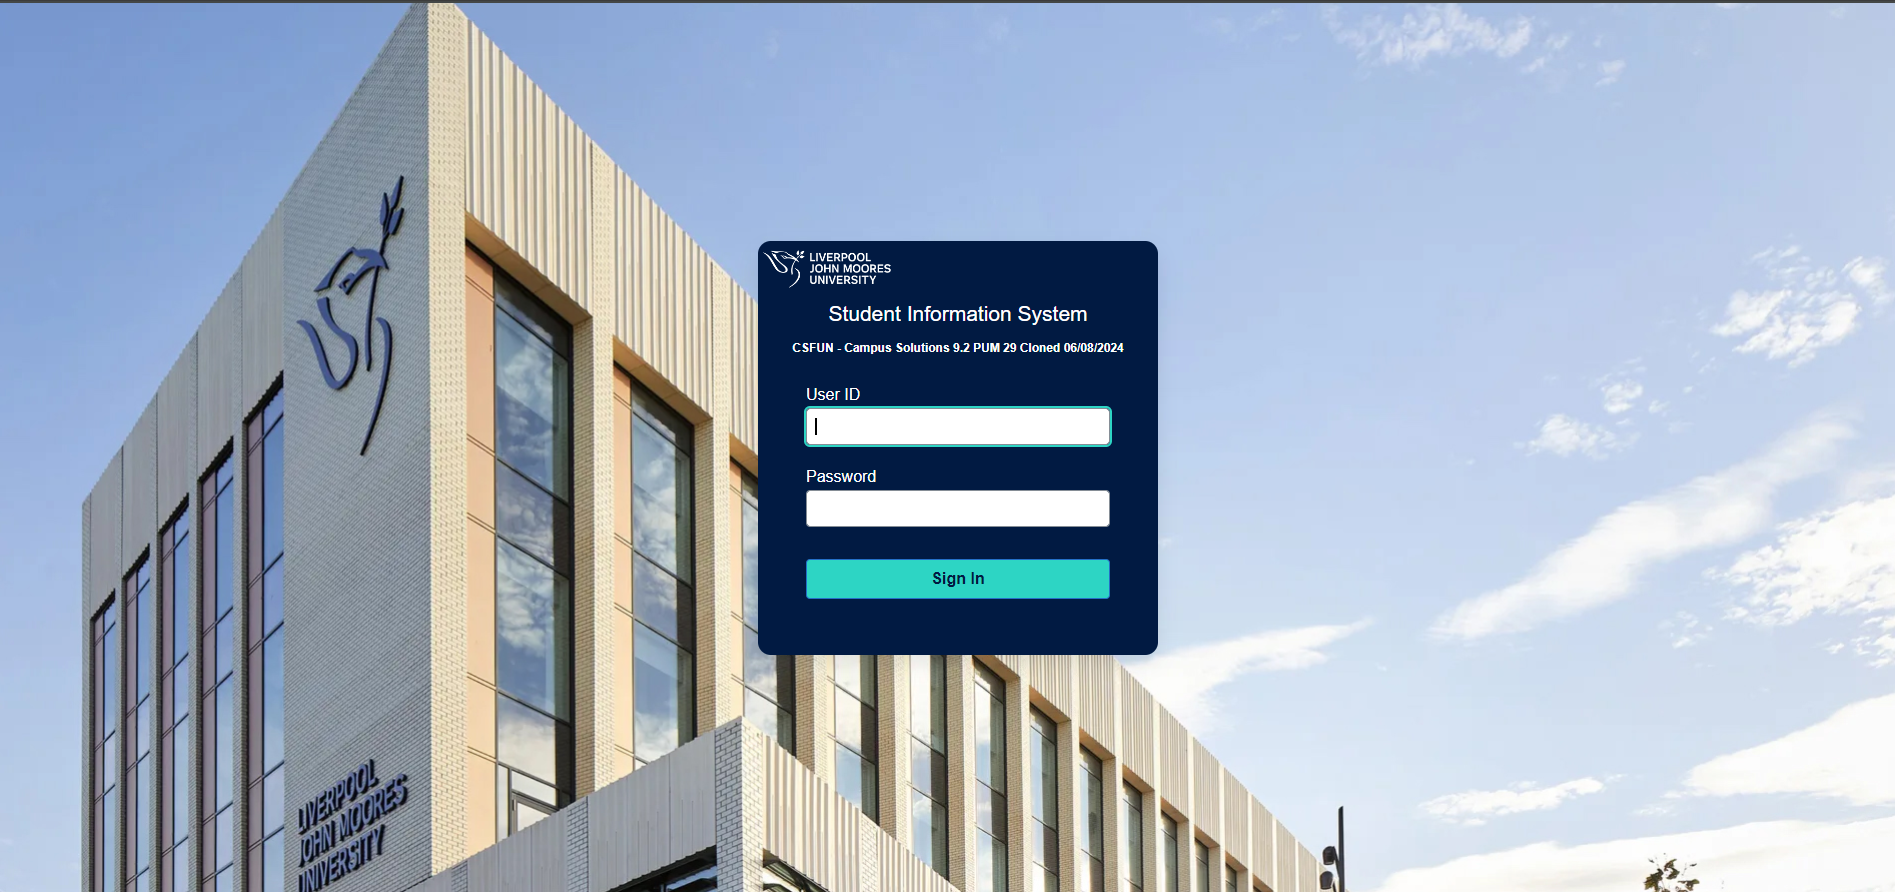 LIVERPOOL
JOHN MOORES
UNIVERSITY
Student Information System
CSFUN - Campus Solutions 9.2 PUM 29 Cloned 06/08/2024
User ID
Password
Sign In
LIVERPOOL
JOHN MOORES
UNIVERSITY